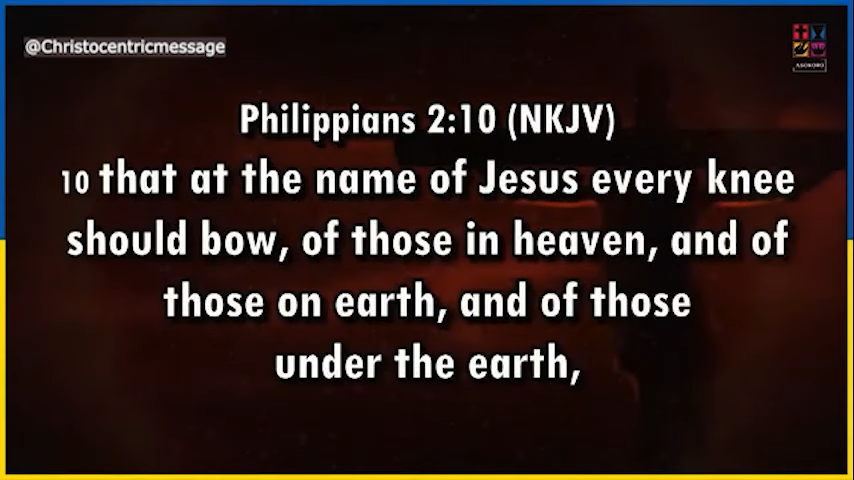 @Christocentricmessage
ASOKORO
Philippians 2:10 (NKJV)
10 that at the name of Jesus every knee
should bow, of those in heaven, and of
those on earth, and of those
under the earth,